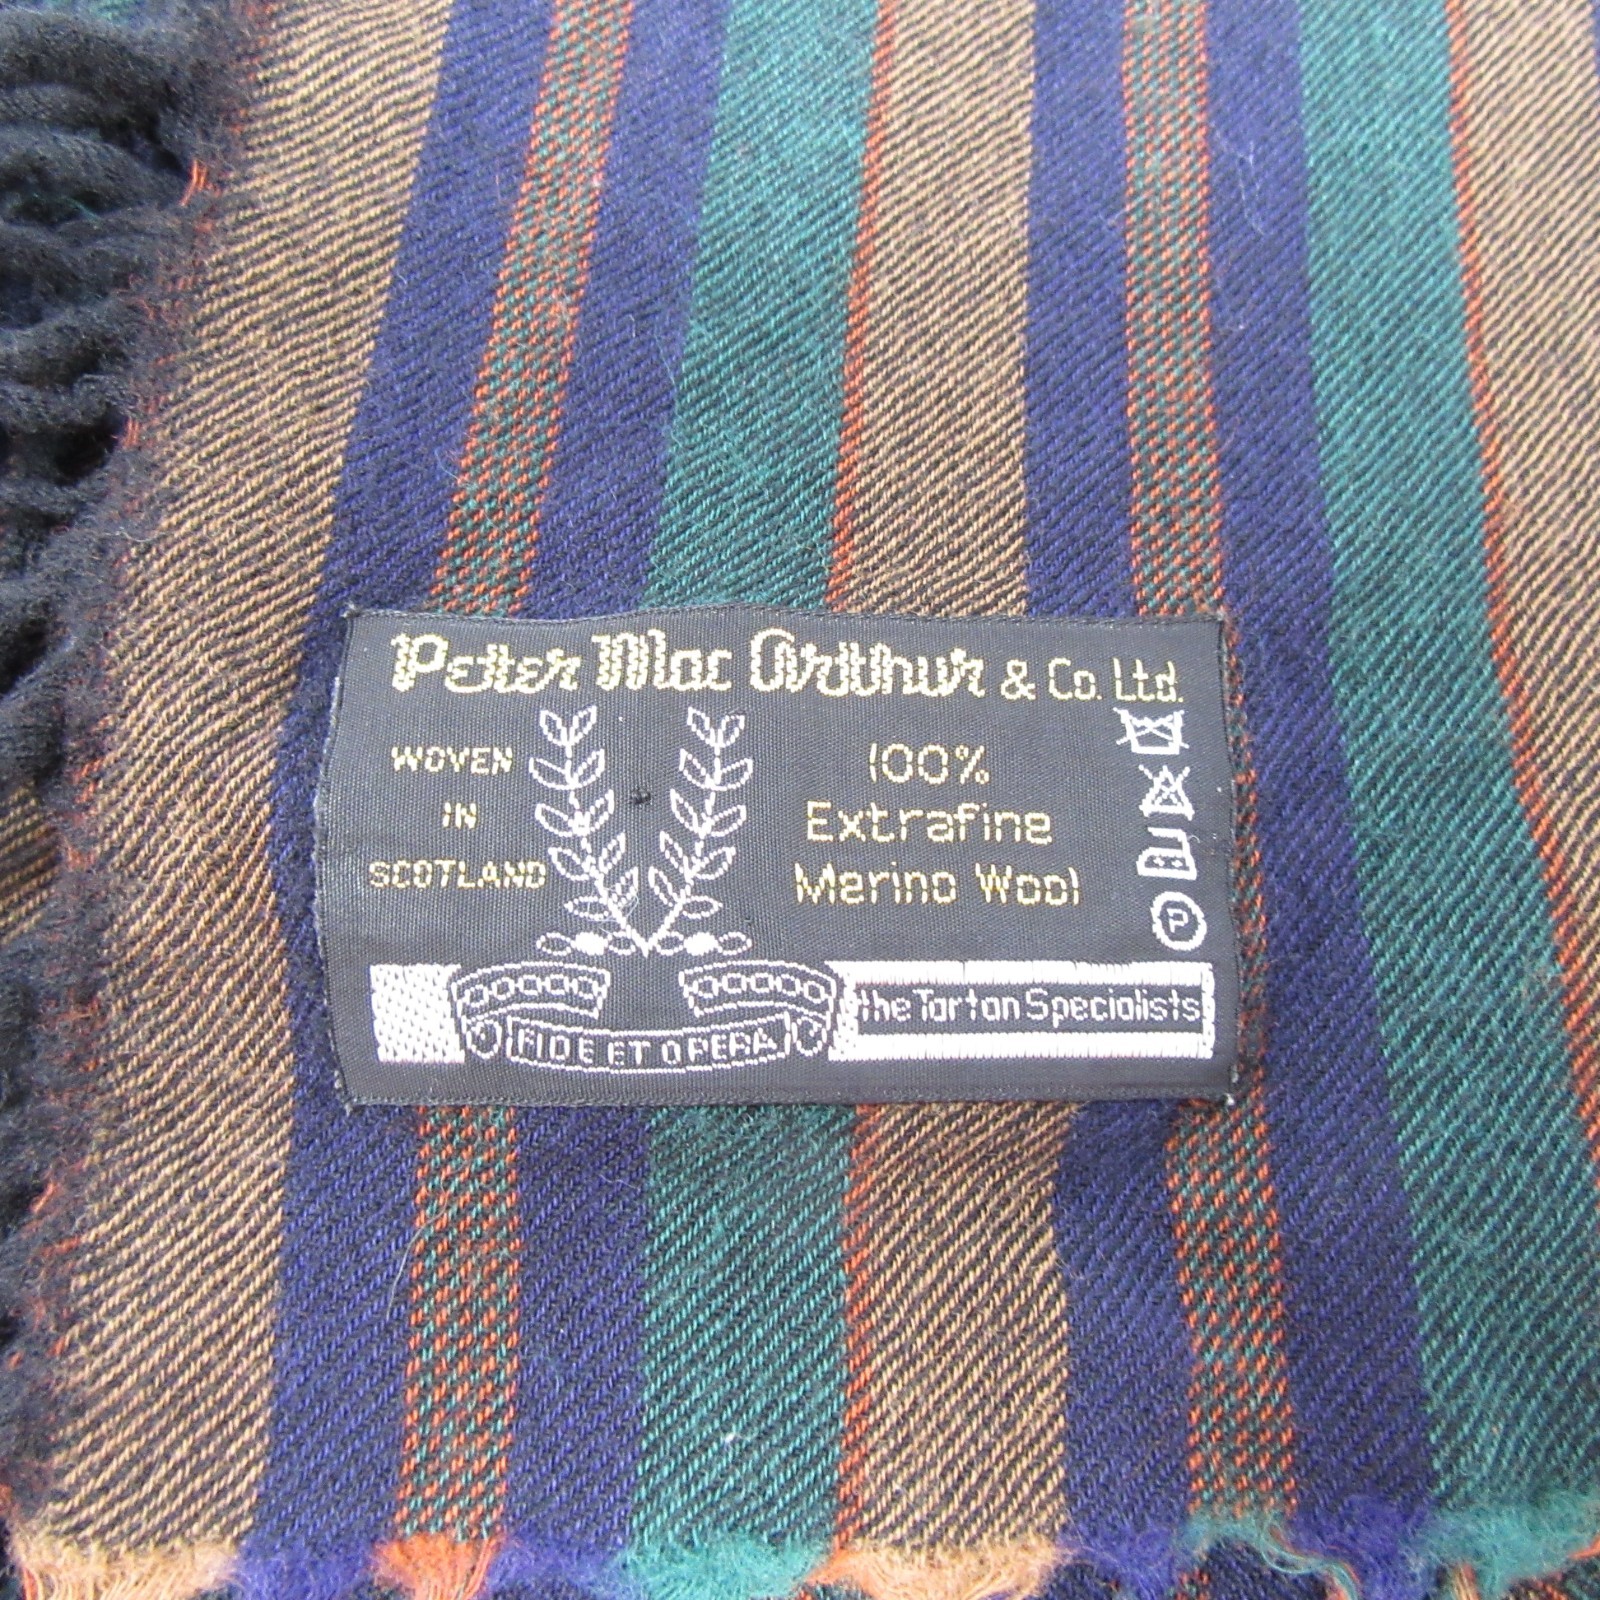 Peter Mac Arthur & Co. Ltd.
WOVEN
IN
SCOTLAND
100%
Extrafine
Merino Wool
P
FIDE ET OPERA
the Tartan Specialists